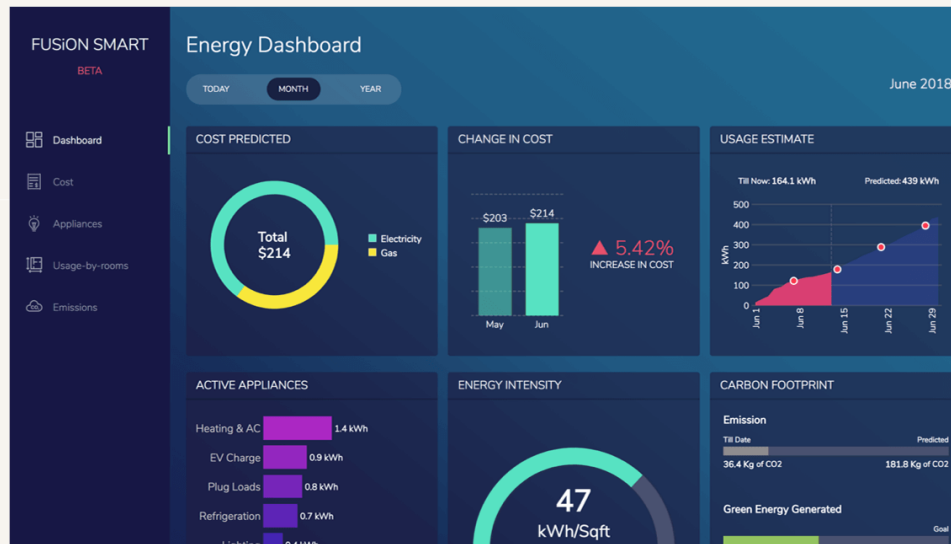 FUSiON SMART
BETA
Dashboard
Cost
Appliances
Usage-by-rooms
Emissions
Energy Dashboard
TODAY MONTH YEAR
June 2018
COST PREDICTED
Total
$214
Electricity
Gas
CHANGE IN COST
$203 $214
May Jun
5.42%
INCREASE IN COST
USAGE ESTIMATE
Till Now: 164.1 kWh Predicted: 439 kWh
kWh
500
400
300
200
100
0
Jun 1 Jun 8 Jun 15 Jun 22 Jun 29
ACTIVE APPLIANCES
Heating & AC 1.4 kWh
EV Charge 0.9 kWh
Plug Loads 0.8 kWh
Refrigeration 0.7 kWh
Lighting 0.4 kWh
ENERGY INTENSITY
47
kWh/Sqft
CARBON FOOTPRINT
Emission
Till Date Predicted
36.4 Kg of CO2 181.8 Kg of CO2
Green Energy Generated
Goal